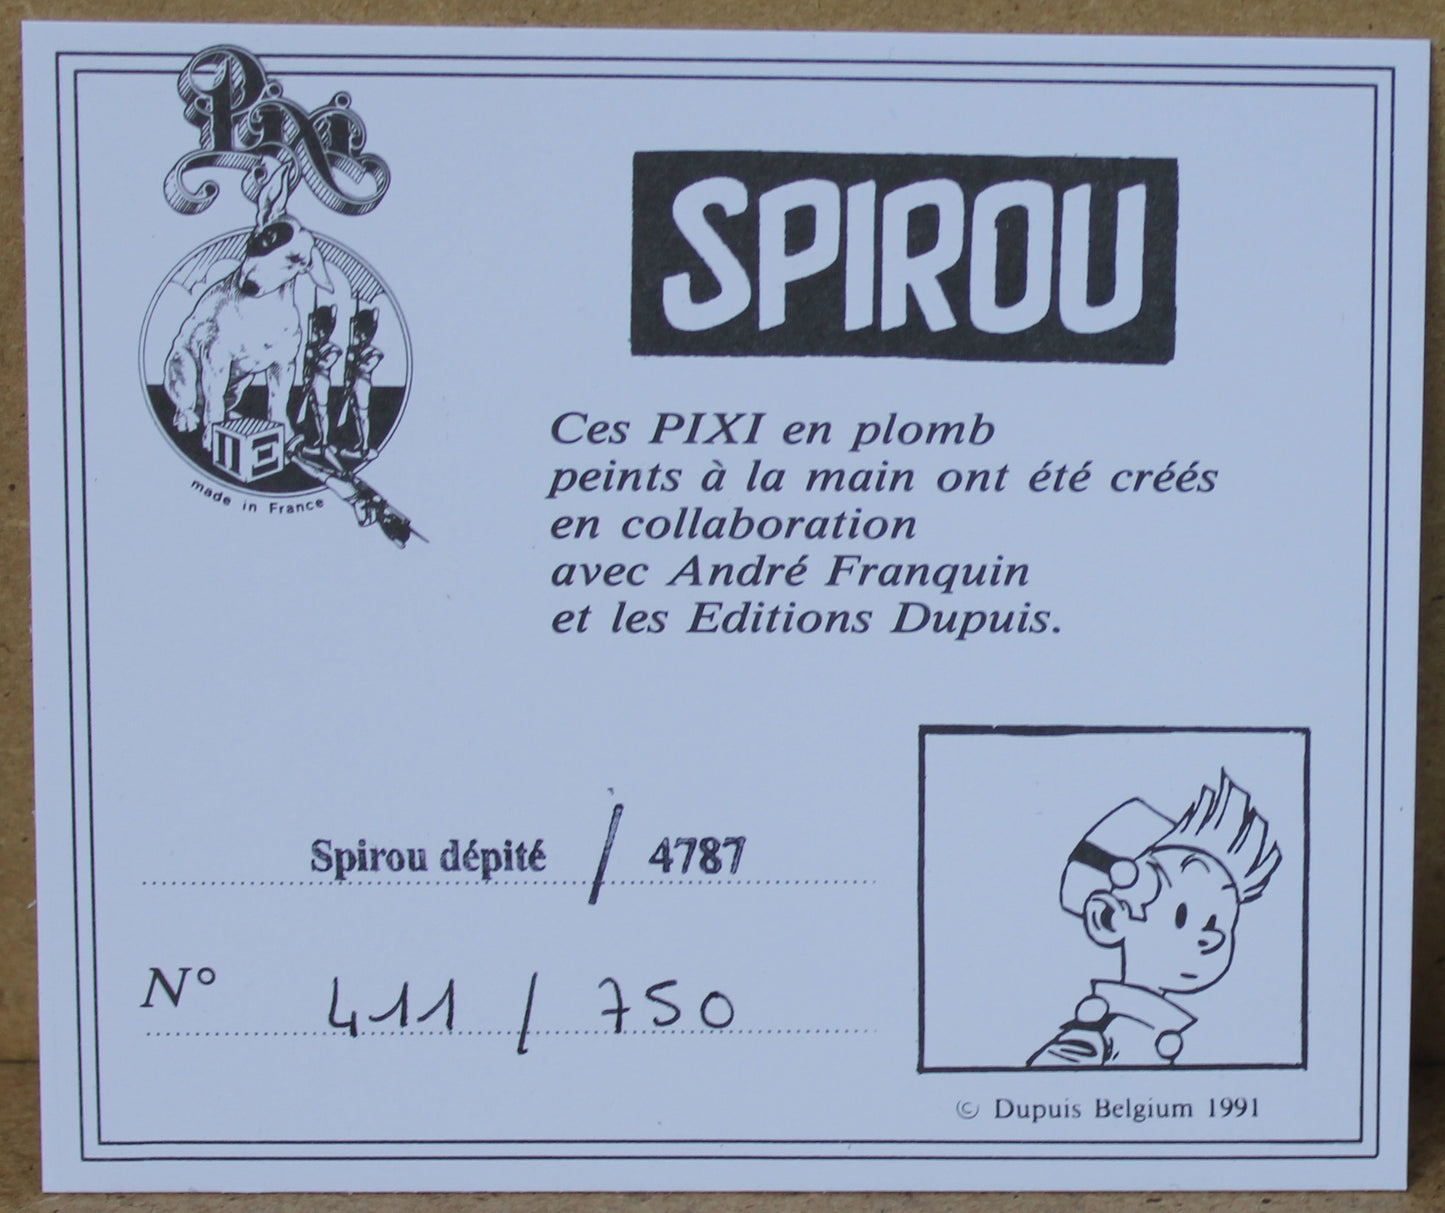 Pixi
made in France
SPIROU
Ces PIXI en plomb
peints à la main ont été créés
en collaboration
avec André Franquin
et les Editions Dupuis.
Spirou dépité / 4787
N° 411 / 750
© Dupuis Belgium 1991